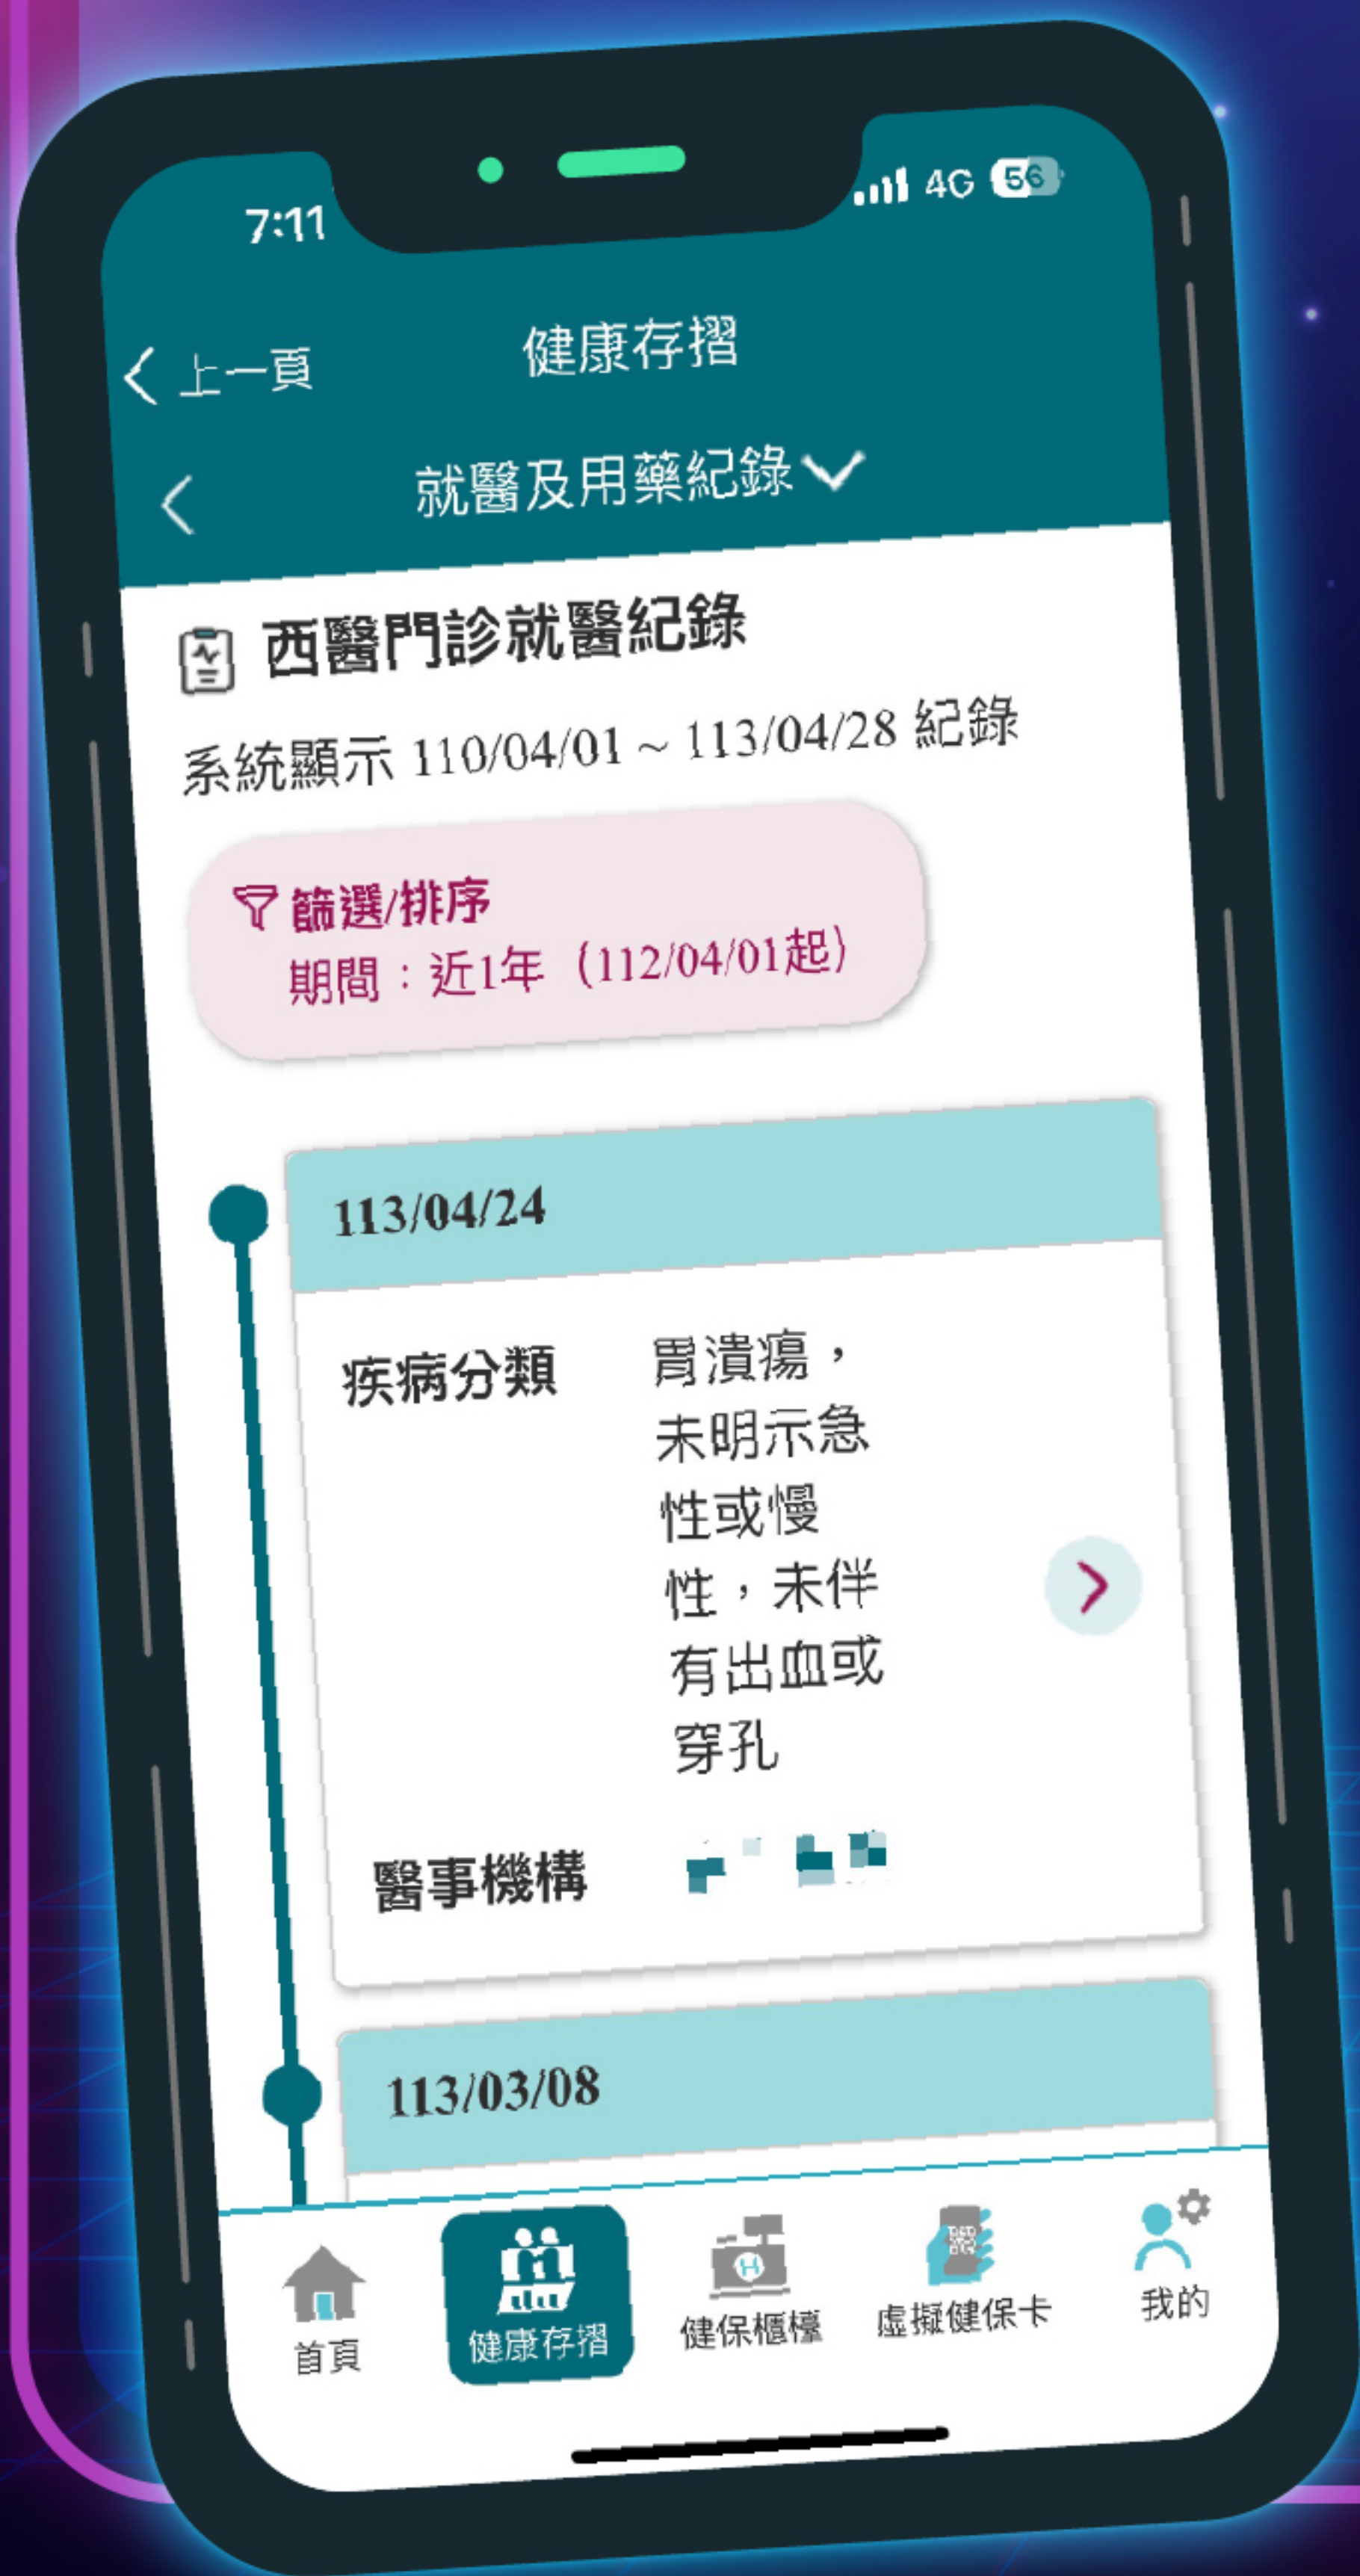 7:11
4G 56
上一頁
健康存摺
就醫及用藥紀錄
西醫門診就醫紀錄
系統顯示 110/04/01 ~ 113/04/28 紀錄
篩選/排序
期間：近1年（112/04/01起）
113/04/24
疾病分類
胃潰瘍，
未明示急
性或慢
性，未伴
有出血或
穿孔
醫事機構
113/03/08
首頁
健康存摺
健保櫃檯
虛擬健保卡
我的